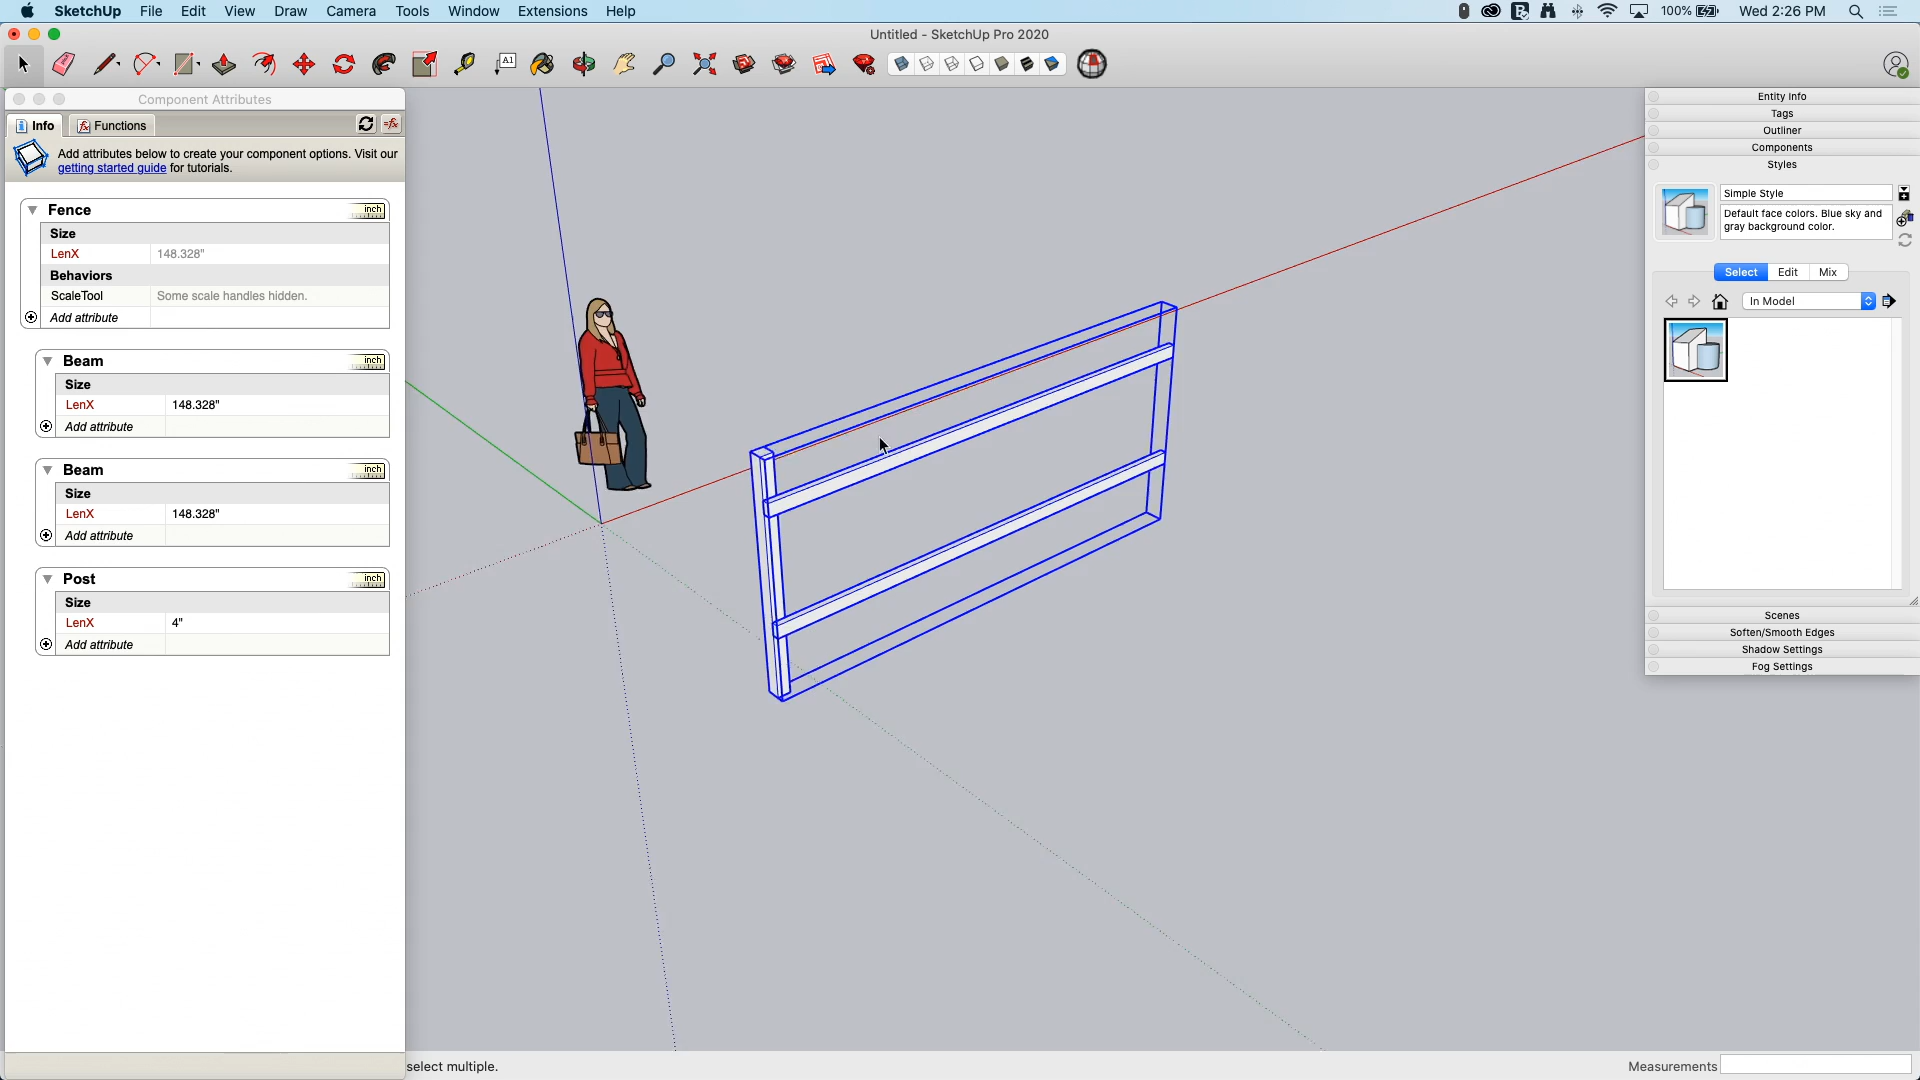 SketchUp File Edit View Draw Camera Tools Window Extensions Help
100% Wed 2:26 PM
Untitled - SketchUp Pro 2020
A1
Component Attributes
Info
Functions
Add attributes below to create your component options. Visit our
getting started guide for tutorials.
Fence inch
Size
LenX 148.328"
Behaviors
ScaleTool Some scale handles hidden.
Add attribute
Beam inch
Size
LenX 148.328"
Add attribute
Beam inch
Size
LenX 148.328"
Add attribute
Post inch
Size
LenX 4"
Add attribute
Entity Info
Tags
Outliner
Components
Styles
Simple Style
Default face colors. Blue sky and
gray background color.
Select Edit Mix
In Model
Scenes
Soften/Smooth Edges
Shadow Settings
Fog Settings
select multiple.
Measurements